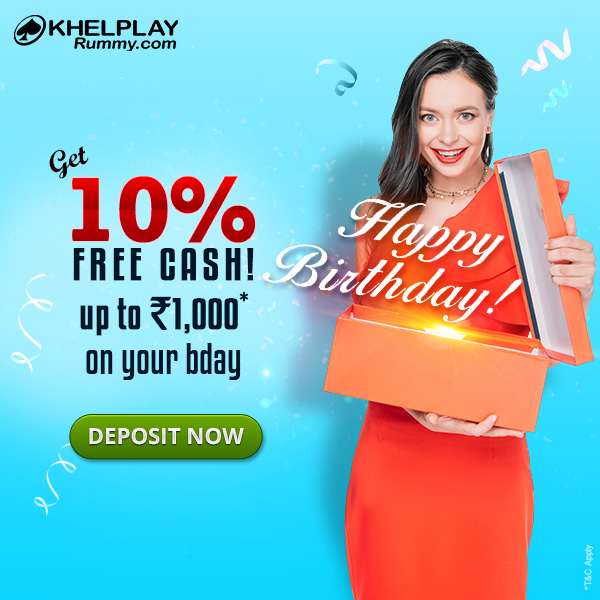 KHELPLAY
Rummy.com
Get
10%
FREE CASH!
up to ₹1,000*
on your bday
DEPOSIT NOW
Happy
Birthday!
*T&C Apply